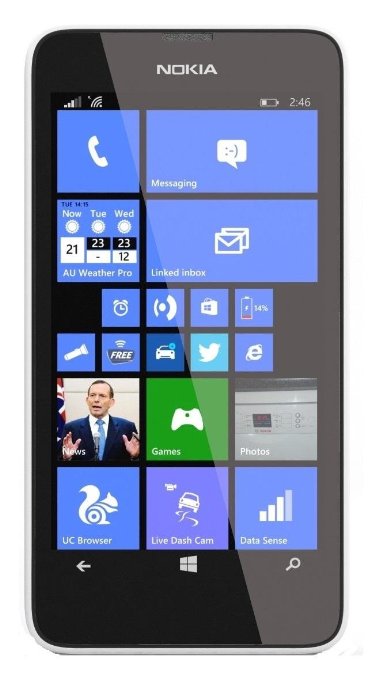 NOKIA
2:46
Messaging
TUE 14:15
Now Tue Wed
21 23 23
- 12
AU Weather Pro
Linked inbox
14%
FREE
News
Games
Photos
UC Browser
Live Dash Cam
Data Sense